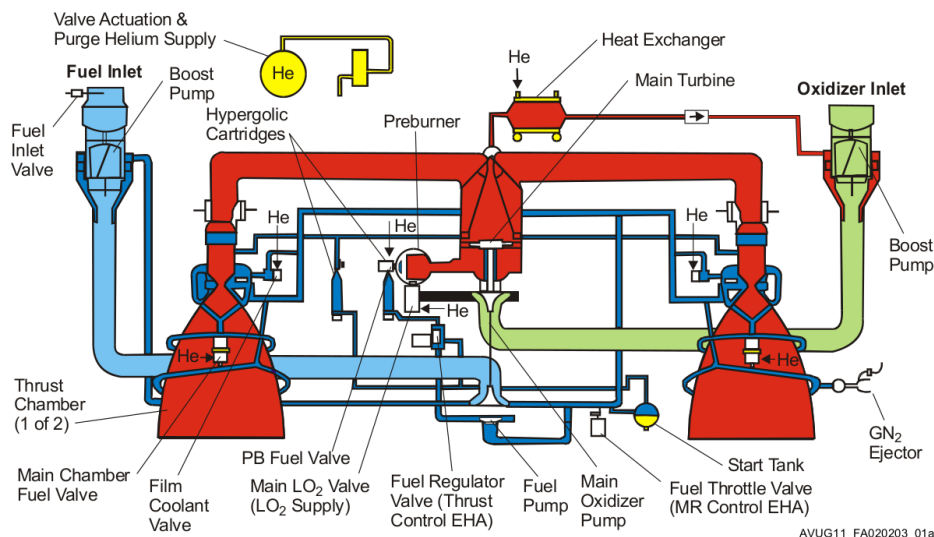 Valve Actuation &
Purge Helium Supply
He
Fuel Inlet
Boost
Pump
Fuel
Inlet
Valve
Hypergolic
Cartridges
Preburner
He
Heat Exchanger
Main Turbine
Oxidizer Inlet
Boost
Pump
He
He
He
He
He
He
Thrust
Chamber
(1 of 2)
Main Chamber
Fuel Valve
Film
Coolant
Valve
PB Fuel Valve
Main LO2 Valve
(LO2 Supply)
Fuel Regulator
Valve (Thrust
Control EHA)
Fuel
Pump
Main
Oxidizer
Pump
Start Tank
Fuel Throttle Valve
(MR Control EHA)
GN2
Ejector
AVUG11_FA020203_01a